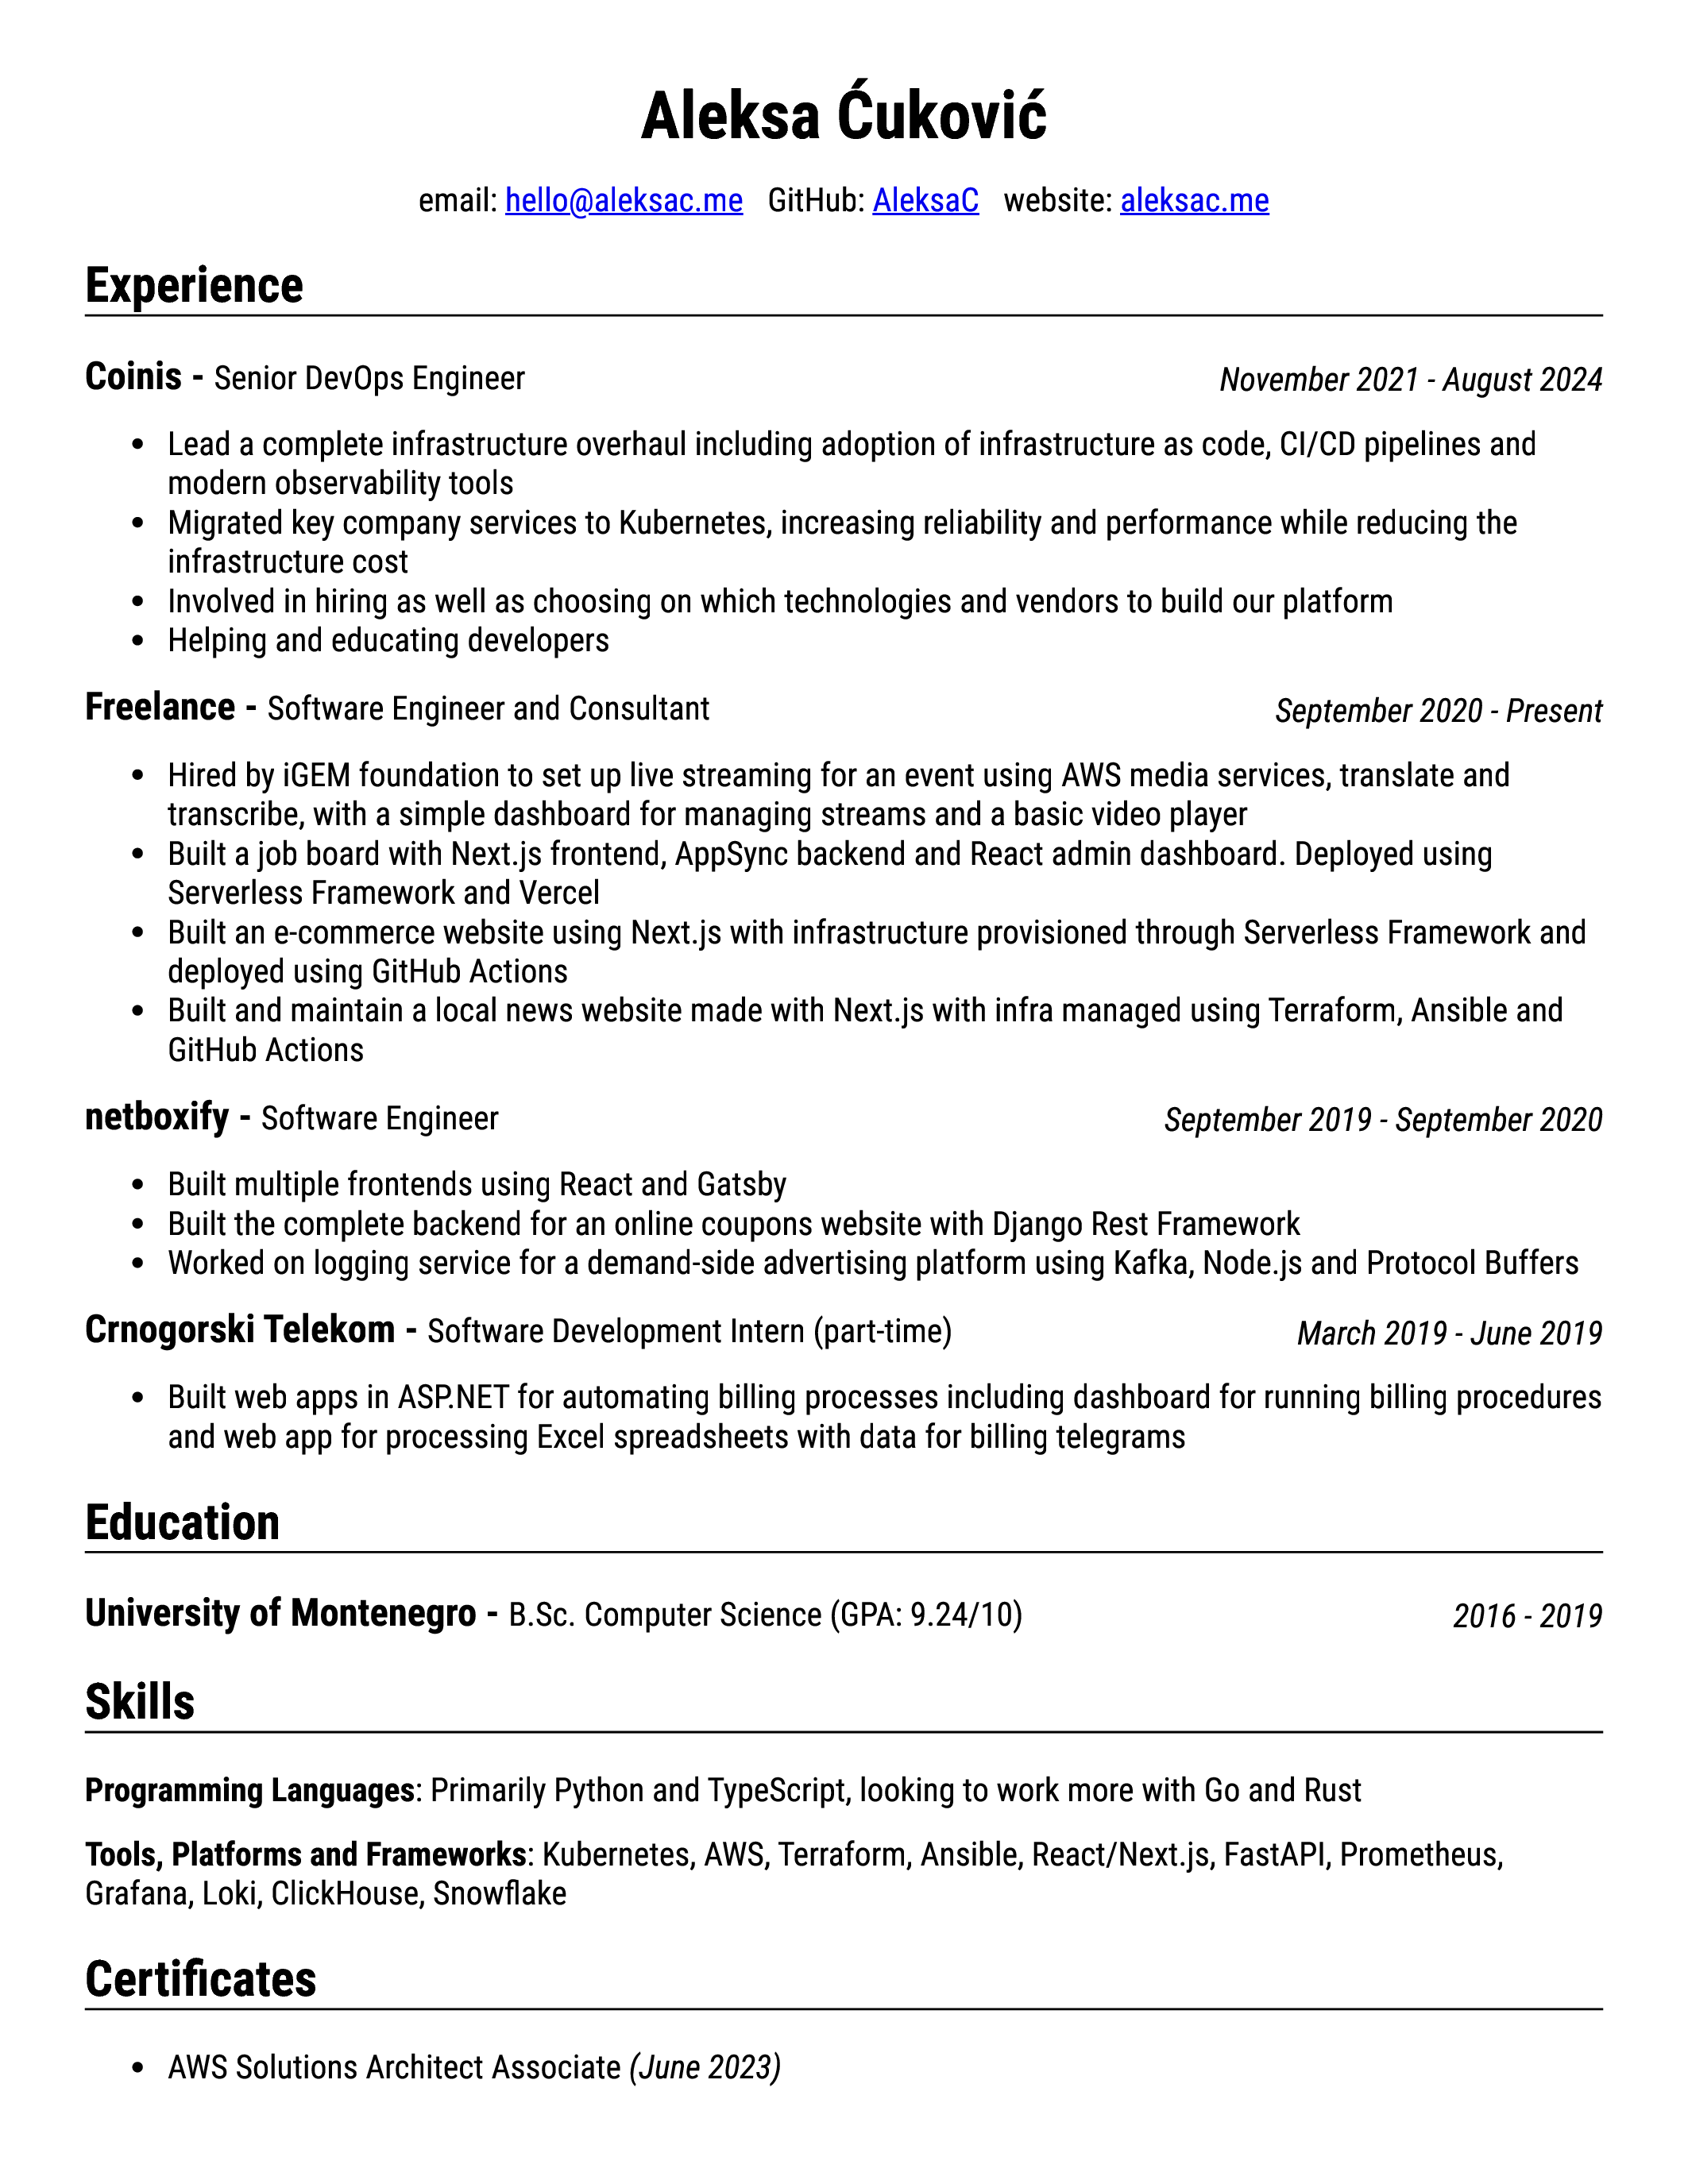 Aleksa Ćuković
email: hello@aleksac.me GitHub: AleksaC website: aleksac.me
Experience
Coinis - Senior DevOps Engineer November 2021 - August 2024
• Lead a complete infrastructure overhaul including adoption of infrastructure as code, CI/CD pipelines and
modern observability tools
• Migrated key company services to Kubernetes, increasing reliability and performance while reducing the
infrastructure cost
• Involved in hiring as well as choosing on which technologies and vendors to build our platform
• Helping and educating developers
Freelance - Software Engineer and Consultant September 2020 - Present
• Hired by iGEM foundation to set up live streaming for an event using AWS media services, translate and
transcribe, with a simple dashboard for managing streams and a basic video player
• Built a job board with Next.js frontend, AppSync backend and React admin dashboard. Deployed using
Serverless Framework and Vercel
• Built an e-commerce website using Next.js with infrastructure provisioned through Serverless Framework and
deployed using GitHub Actions
• Built and maintain a local news website made with Next.js with infra managed using Terraform, Ansible and
GitHub Actions
netboxify - Software Engineer September 2019 - September 2020
• Built multiple frontends using React and Gatsby
• Built the complete backend for an online coupons website with Django Rest Framework
• Worked on logging service for a demand-side advertising platform using Kafka, Node.js and Protocol Buffers
Crnogorski Telekom - Software Development Intern (part-time) March 2019 - June 2019
• Built web apps in ASP.NET for automating billing processes including dashboard for running billing procedures
and web app for processing Excel spreadsheets with data for billing telegrams
Education
University of Montenegro - B.Sc. Computer Science (GPA: 9.24/10) 2016 - 2019
Skills
Programming Languages: Primarily Python and TypeScript, looking to work more with Go and Rust
Tools, Platforms and Frameworks: Kubernetes, AWS, Terraform, Ansible, React/Next.js, FastAPI, Prometheus,
Grafana, Loki, ClickHouse, Snowflake
Certificates
• AWS Solutions Architect Associate (June 2023)